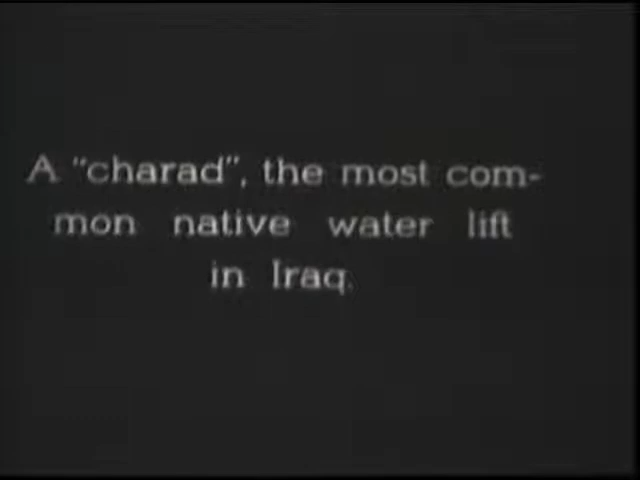 A "charad", the most com-
mon native water lift
in Iraq.